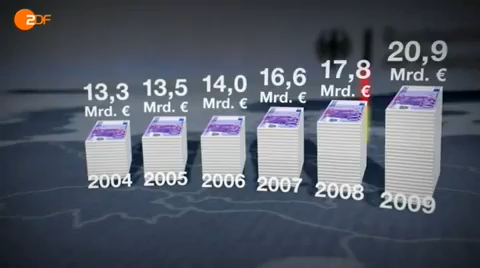 ZDF
13,3
Mrd. €
13,5
Mrd. €
14,0
Mrd. €
16,6
Mrd. €
17,8
Mrd. €
20,9
Mrd. €
2004
2005
2006
2007
2008
2009